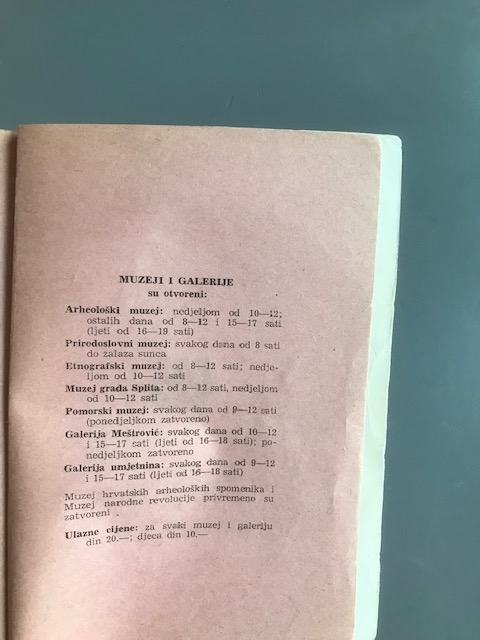 MUZEJI I GALERIJE
su otvoreni:
Arheološki muzej: nedjeljom od 10—12;
ostalih dana od 8—12 i 15—17 sati
(ljeti od 16—19 sati)
Prirodoslovni muzej: svakog dana od 8 sati
do zalaza sunca
Etnografski muzej: od 8—12 sati; nedje-
ljom od 10—12 sati
Muzej grada Splita: od 8—12 sati, nedjeljom
od 10—12 sati
Pomorski muzej: svakog dana od 9—12 sati
(ponedjeljkom zatvoreno)
Galerija Meštrović: svakog dana od 10—12
i 15—17 sati (ljeti od 16—18 sati); po-
nedjeljkom zatvoreno
Galerija umjetnina: svakog dana od 9—12
i 15—17 sati (ljeti od 16—18 sati)
Muzej hrvatskih arheoloških spomenika i
Muzej narodne revolucije privremeno su
zatvoreni .
Ulazne cijene: za svaki muzej i galeriju
din 20.—; djeca din 10.—